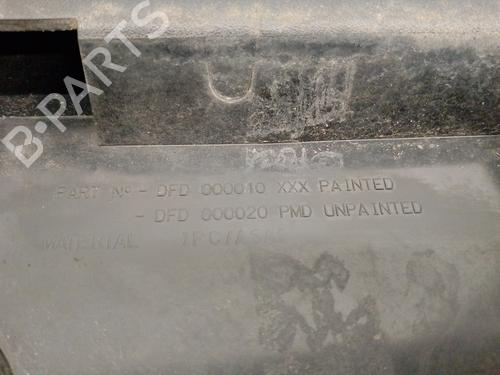 B-PARTS
PART Nº - DFD 000010 XXX PAINTED
- DFD 000020 PMD UNPAINTED
MATERIAL